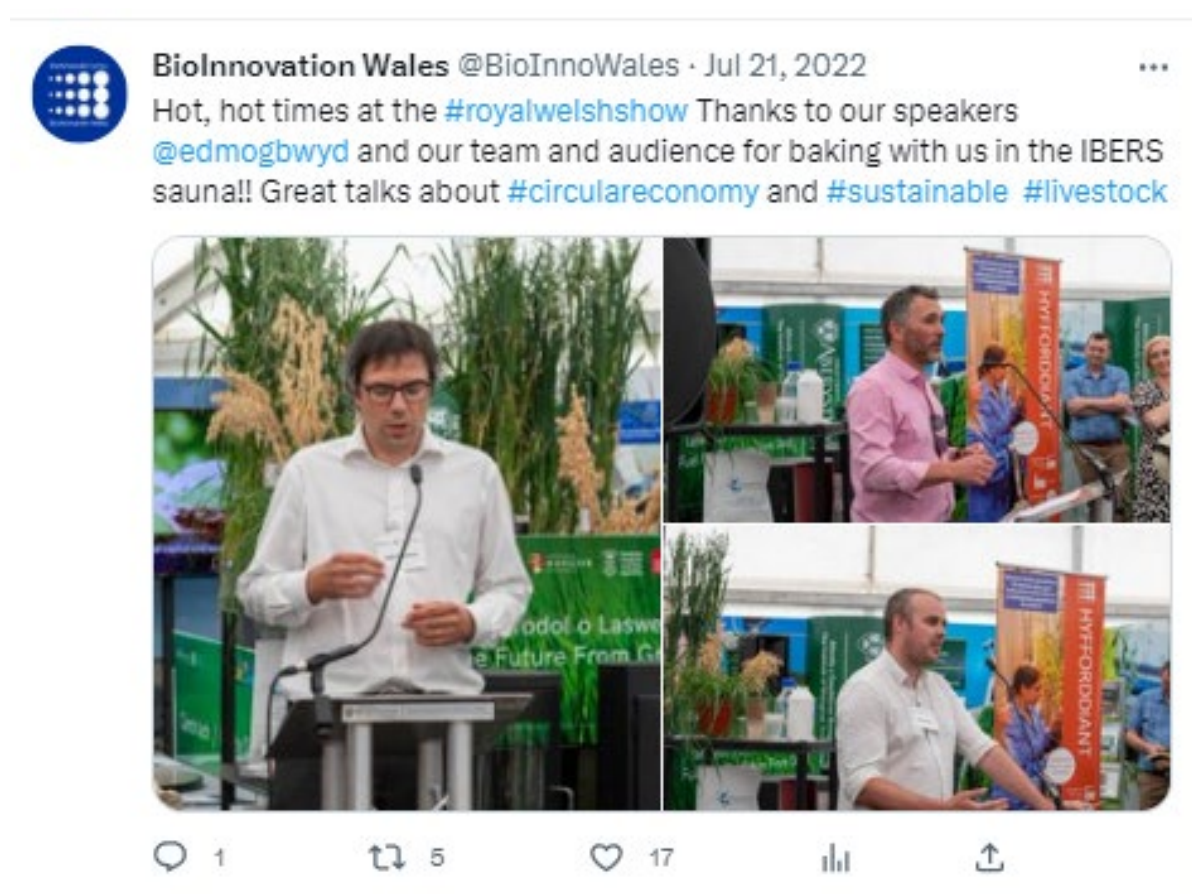 BioInnovation Wales @BioInnoWales · Jul 21, 2022
Hot, hot times at the #royalwelshshow Thanks to our speakers
@edmogbwyd and our team and audience for baking with us in the IBERS
sauna!! Great talks about #circulareconomy and #sustainable #livestock
odol o Laswe
e Future From Gr
HYFFORDDIANT
HYFFORDDIANT
1
5
17